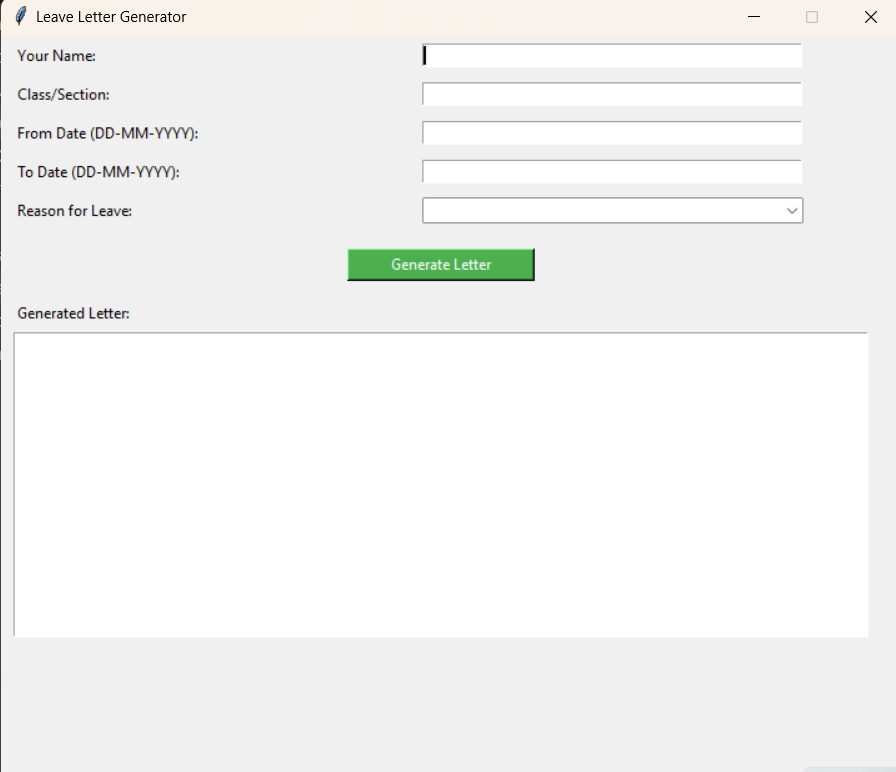 Leave Letter Generator
Your Name:
Class/Section:
From Date (DD-MM-YYYY):
To Date (DD-MM-YYYY):
Reason for Leave:
Generate Letter
Generated Letter: